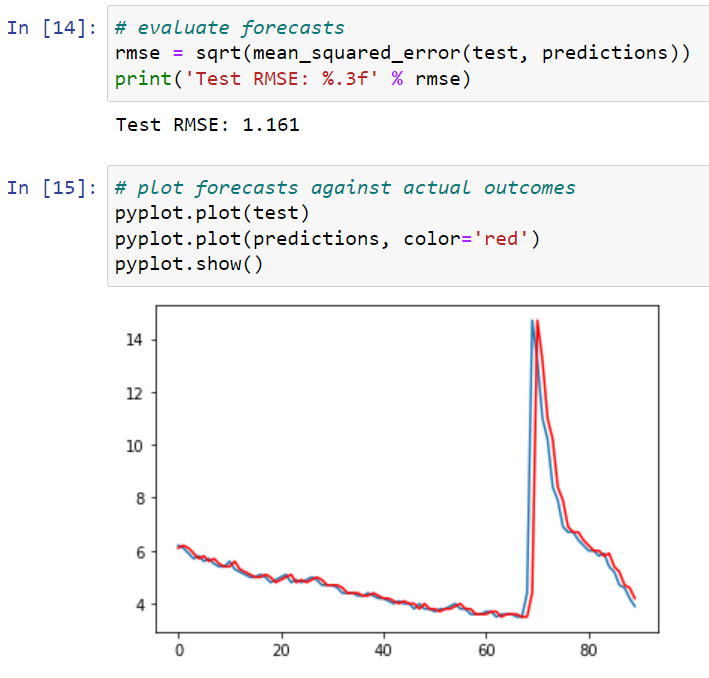 In [14]: # evaluate forecasts
rmse = sqrt(mean_squared_error(test, predictions))
print('Test RMSE: %.3f' % rmse)
Test RMSE: 1.161
In [15]: # plot forecasts against actual outcomes
pyplot.plot(test)
pyplot.plot(predictions, color='red')
pyplot.show()
14
12
10
8
6
4
0 20 40 60 80